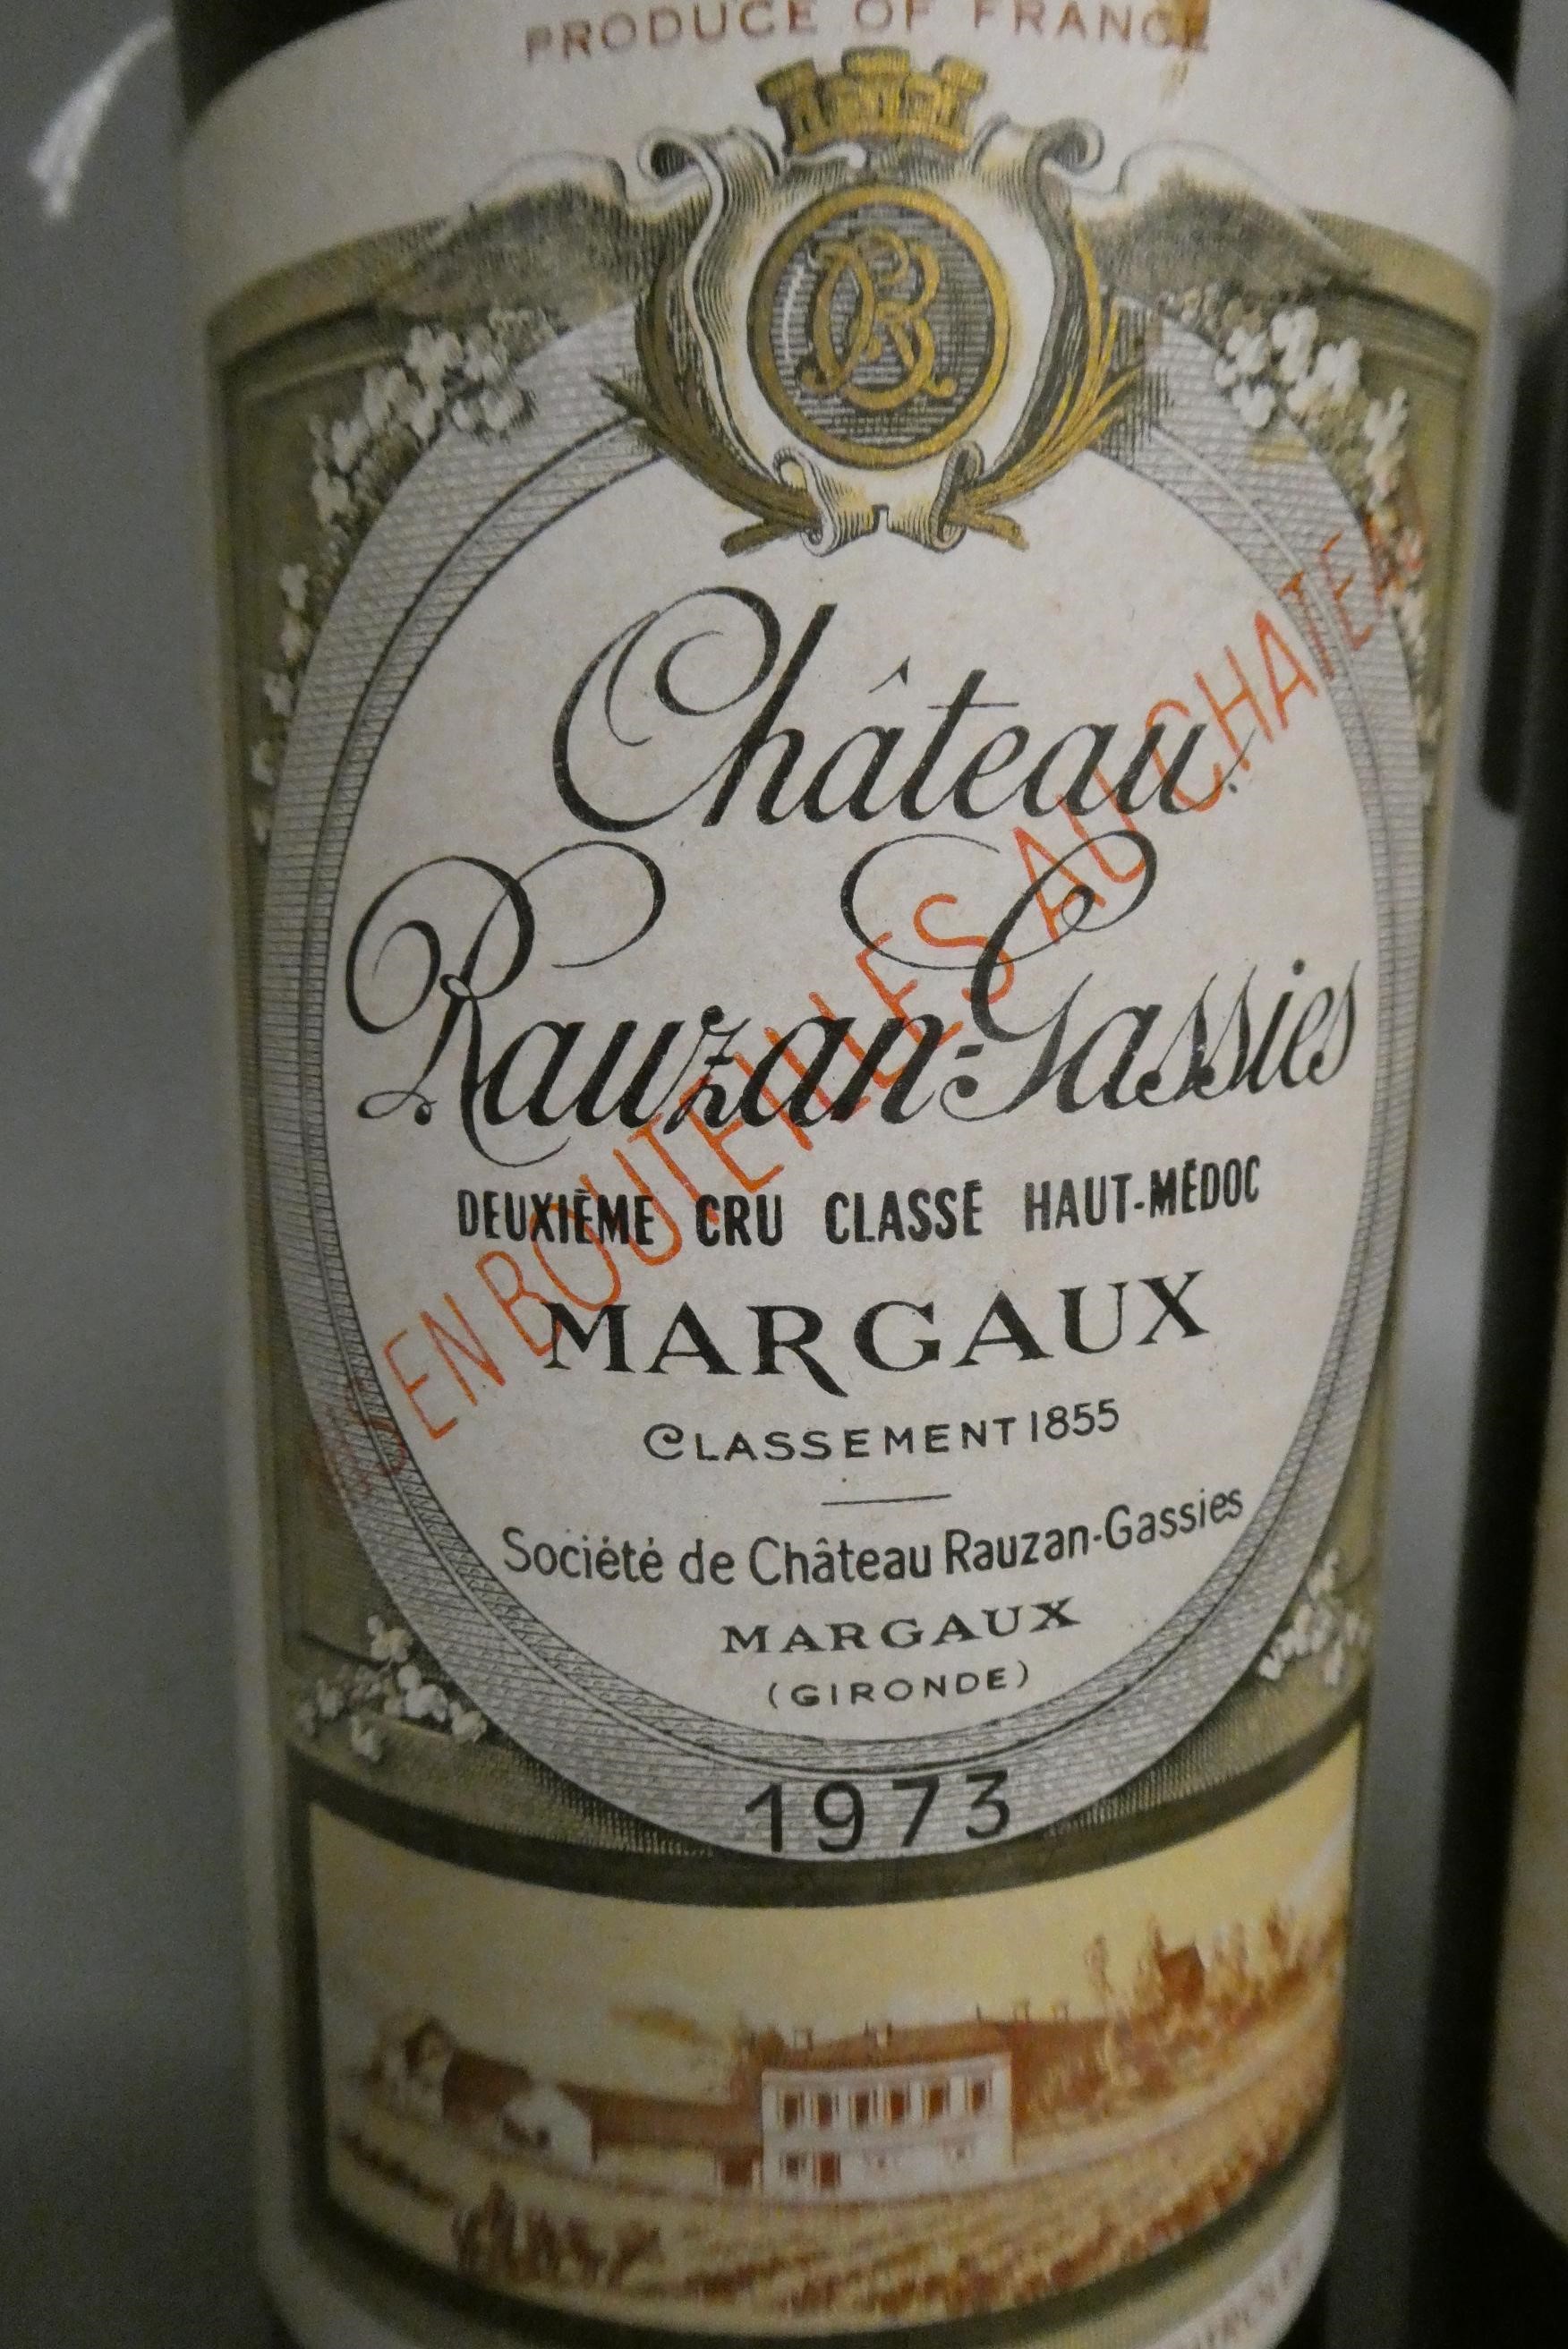 PRODUCE OF FRANCE
Château
Rauzan-Gassies
EN BOUTEILLES AU CHATEAU
DEUXIÈME CRU CLASSÉ HAUT-MÉDOC
MARGAUX
CLASSEMENT 1855
Société de Château Rauzan-Gassies
MARGAUX
(GIRONDE)
1973